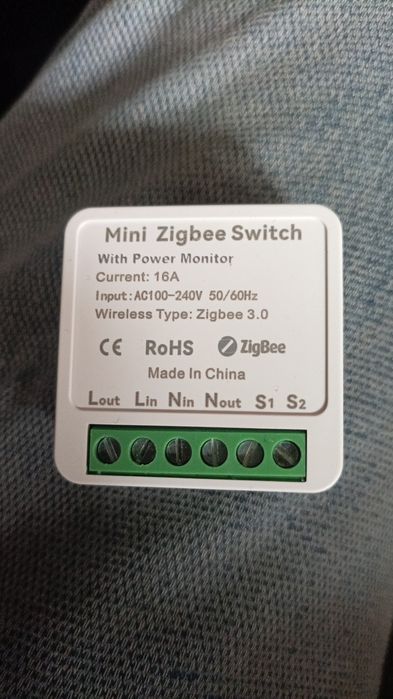 Mini Zigbee Switch
With Power Monitor
Current: 16A
Input:AC100-240V 50/60Hz
Wireless Type: Zigbee 3.0
CE RoHS ZigBee
Made In China
Lout Lin Nin Nout S1 S2